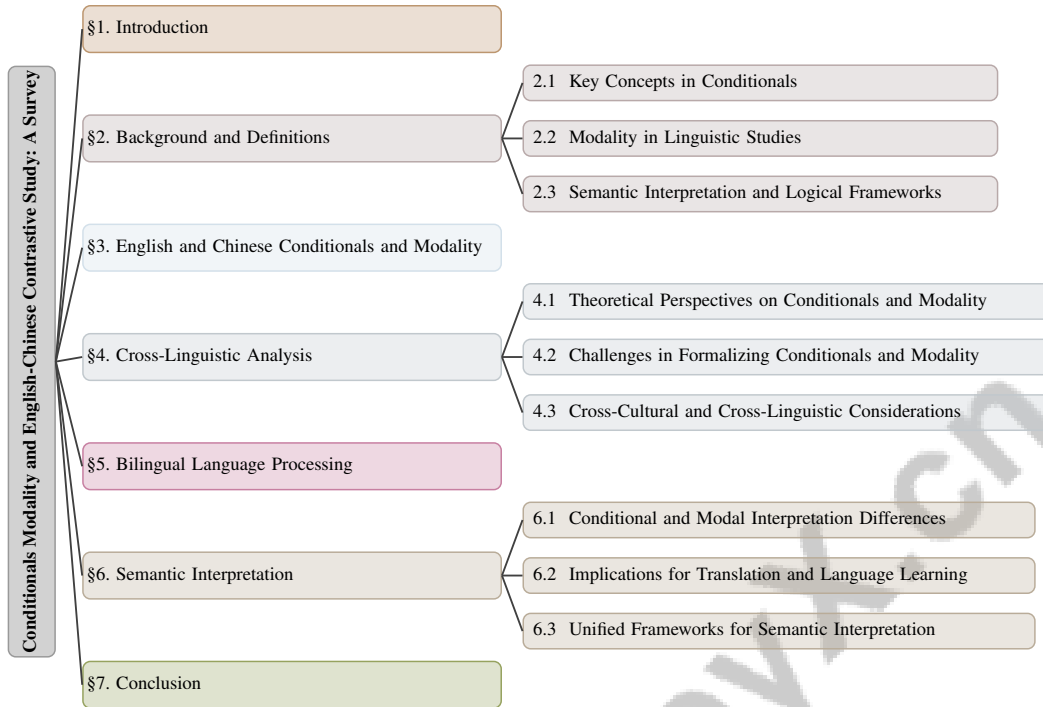 Conditionals Modality and English-Chinese Contrastive Study: A Survey
§1. Introduction
§2. Background and Definitions
2.1 Key Concepts in Conditionals
2.2 Modality in Linguistic Studies
2.3 Semantic Interpretation and Logical Frameworks
§3. English and Chinese Conditionals and Modality
§4. Cross-Linguistic Analysis
4.1 Theoretical Perspectives on Conditionals and Modality
4.2 Challenges in Formalizing Conditionals and Modality
4.3 Cross-Cultural and Cross-Linguistic Considerations
§5. Bilingual Language Processing
§6. Semantic Interpretation
6.1 Conditional and Modal Interpretation Differences
6.2 Implications for Translation and Language Learning
6.3 Unified Frameworks for Semantic Interpretation
§7. Conclusion